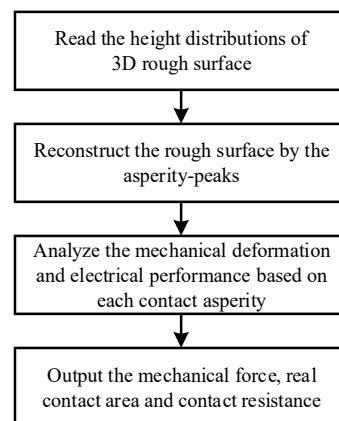 Read the height distributions of
3D rough surface
Reconstruct the rough surface by the
asperity-peaks
Analyze the mechanical deformation
and electrical performance based on
each contact asperity
Output the mechanical force, real
contact area and contact resistance